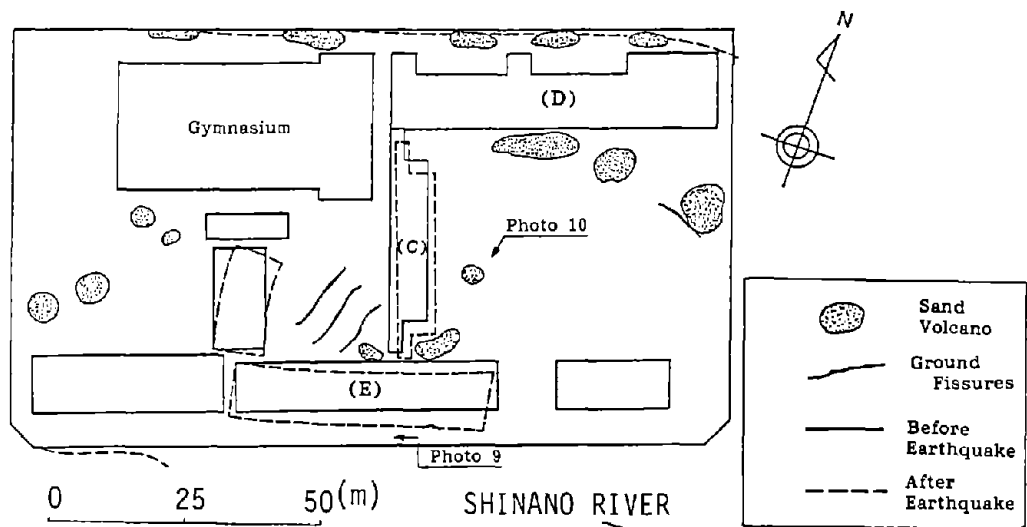 N
(D)
Gymnasium
Photo 10
(C)
(E)
Photo 9
0 25 50(m)
SHINANO RIVER
Sand
Volcano
Ground
Fissures
Before
Earthquake
After
Earthquake